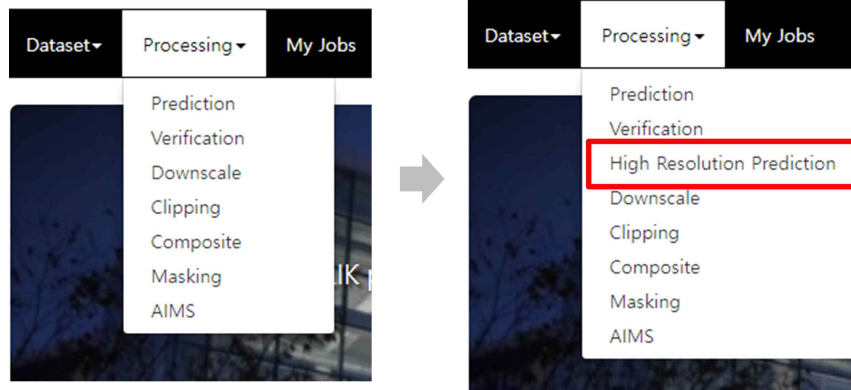 Dataset Processing My Jobs
Prediction
Verification
Downscale
Clipping
Composite
Masking
AIMS
IK
Dataset Processing My Jobs
Prediction
Verification
High Resolution Prediction
Downscale
Clipping
Composite
Masking
AIMS